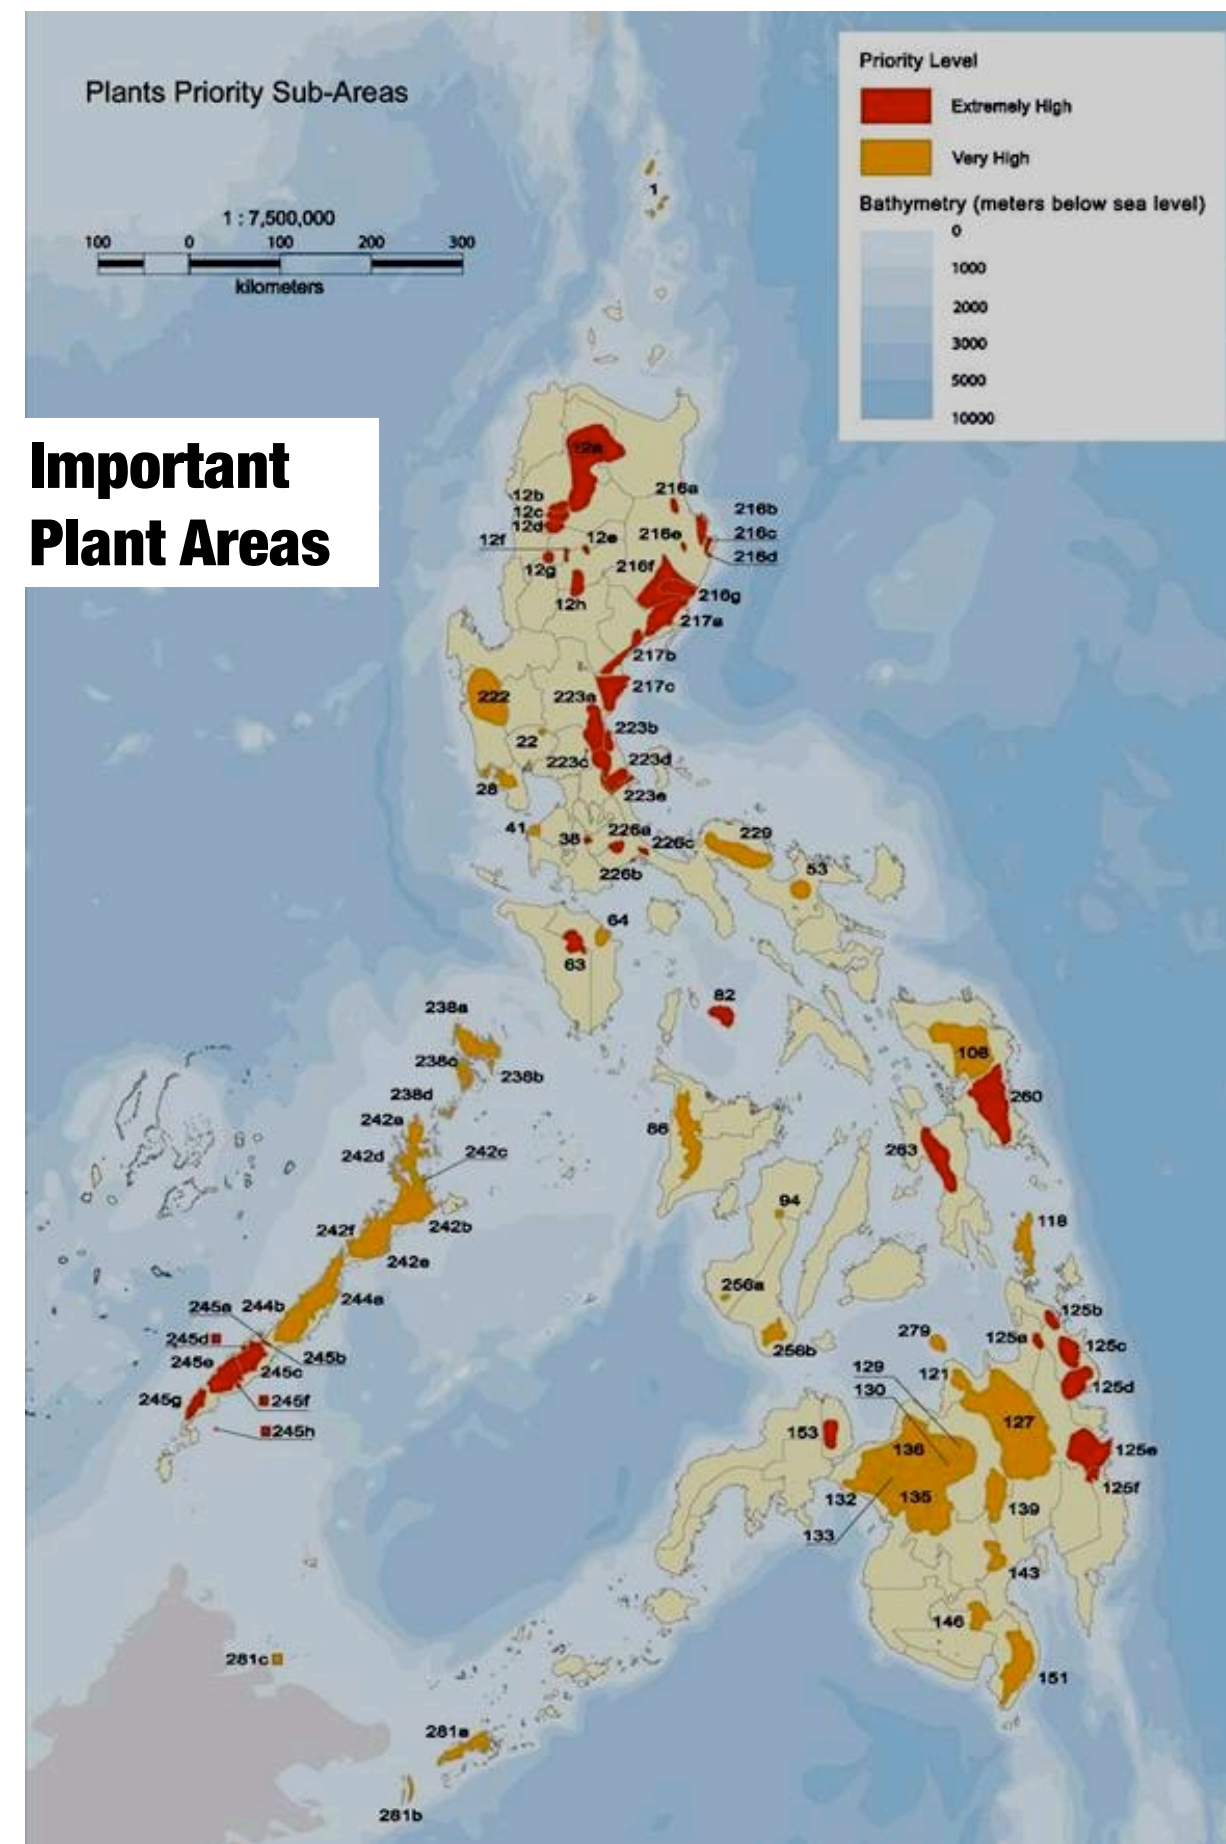 Plants Priority Sub-Areas
1 : 7,500,000
100 0 100 200 300
kilometers
Priority Level
Extremely High
Very High
Bathymetry (meters below sea level)
0
1000
2000
3000
5000
10000
Important
Plant Areas
1
12a
12b
12c
12d
12e
12f
12g
12h
216a
216b
216c
216d
216e
216f
216g
217a
217b
217c
222
223a
223b
22
223c
223d
223e
28
41
38
226a
226c
226b
229
53
64
63
82
238a
238c
238b
238d
242a
242d
242c
242b
242f
242e
108
260
86
263
94
118
256a
256b
245a
244b
244a
245d
245b
245e
245c
245g
245f
245h
279
125b
125a
125c
125d
129
130
121
127
153
136
125e
125f
132
135
139
133
143
146
151
281c
281a
281b